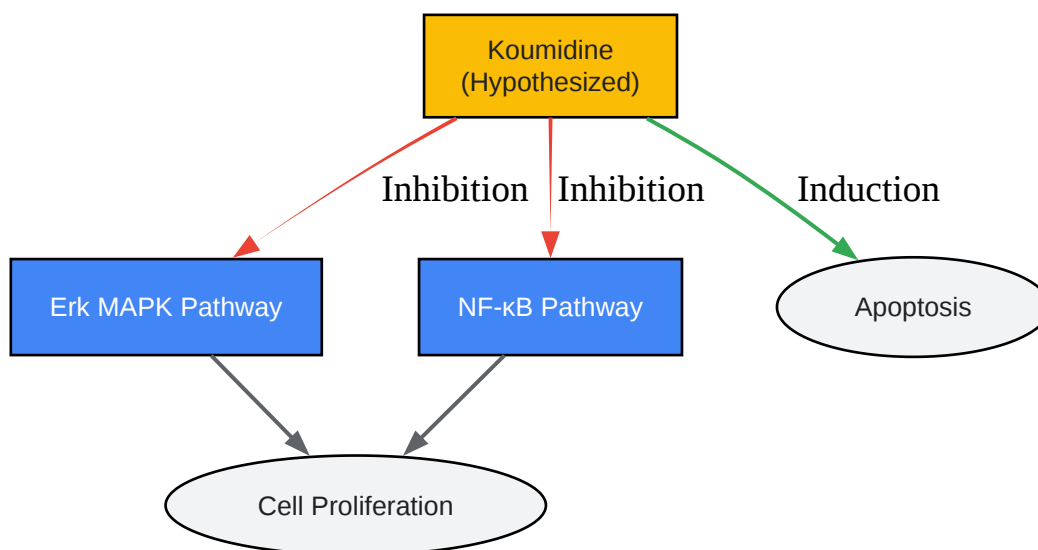 Koumidine
(Hypothesized)
Inhibition
Inhibition
Induction
Erk MAPK Pathway
NF-κB Pathway
Apoptosis
Cell Proliferation